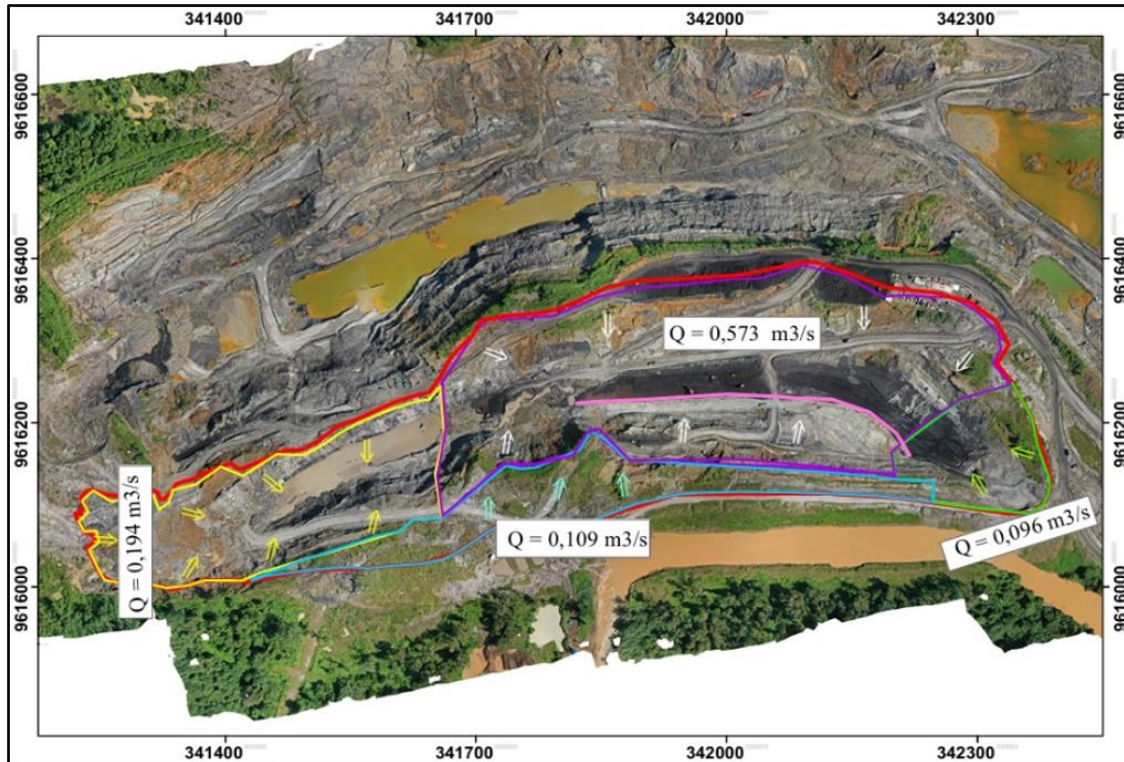 341400 341700 342000 342300
9616600 9616600
9616400 9616400
Q = 0,573 m3/s
9616200 9616200
Q = 0,194 m3/s
Q = 0,109 m3/s
Q = 0,096 m3/s
9616000 9616000
341400 341700 342000 342300